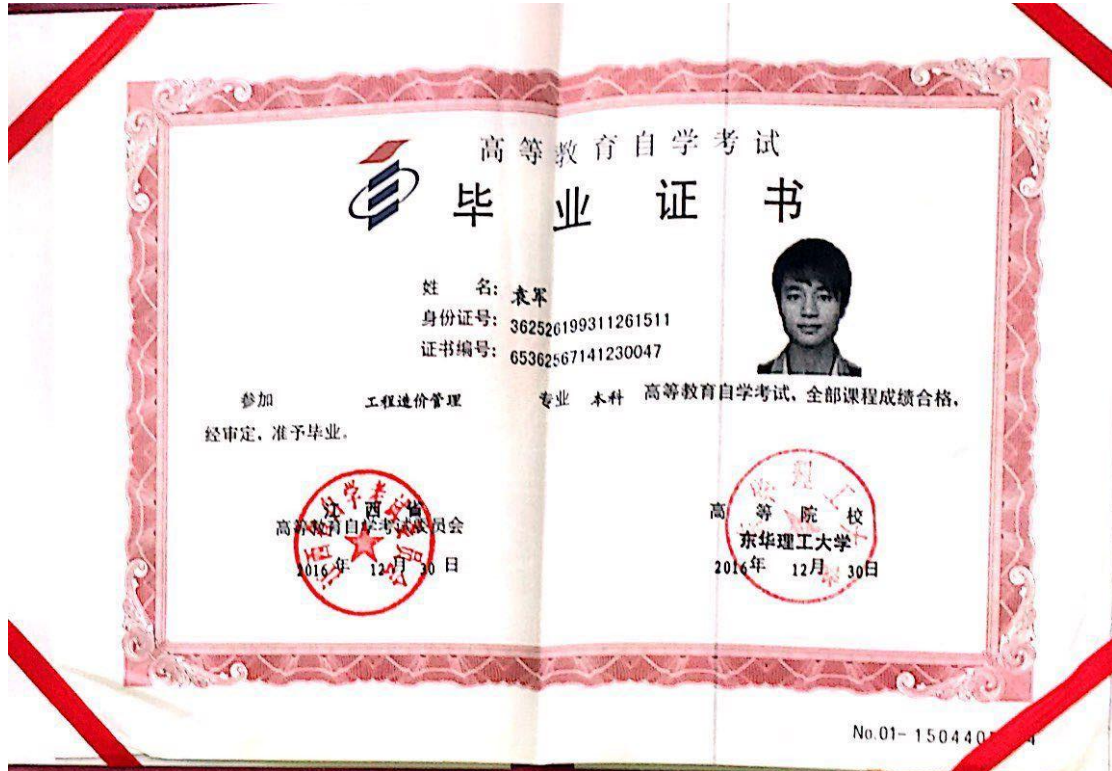 高等教育自学考试
毕业证书
姓 名: 袁军
身份证号: 362526199311261511
证书编号: 65362567141230047
参加 工程造价管理 专业 本科 高等教育自学考试、全部课程成绩合格,
经审定、准予毕业。
江西省
高等教育自学考试委员会
2016年 12月 30日
高等院校
东华理工大学
2016年 12月 30日
No.01-150440